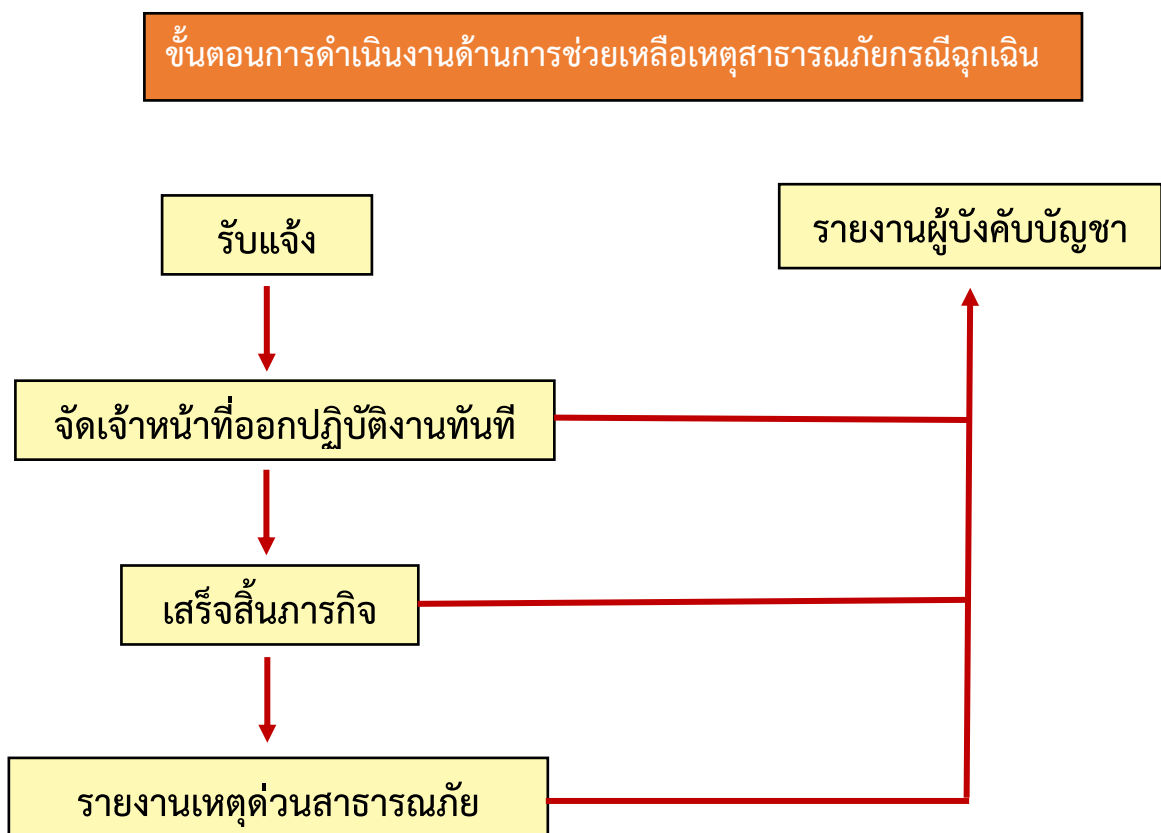 ขั้นตอนการดำเนินงานด้านการช่วยเหลือเหตุสาธารณภัยกรณีฉุกเฉิน
รับแจ้ง
รายงานผู้บังคับบัญชา
จัดเจ้าหน้าที่ออกปฏิบัติงานทันที
เสร็จสิ้นภารกิจ
รายงานเหตุด่วนสาธารณภัย